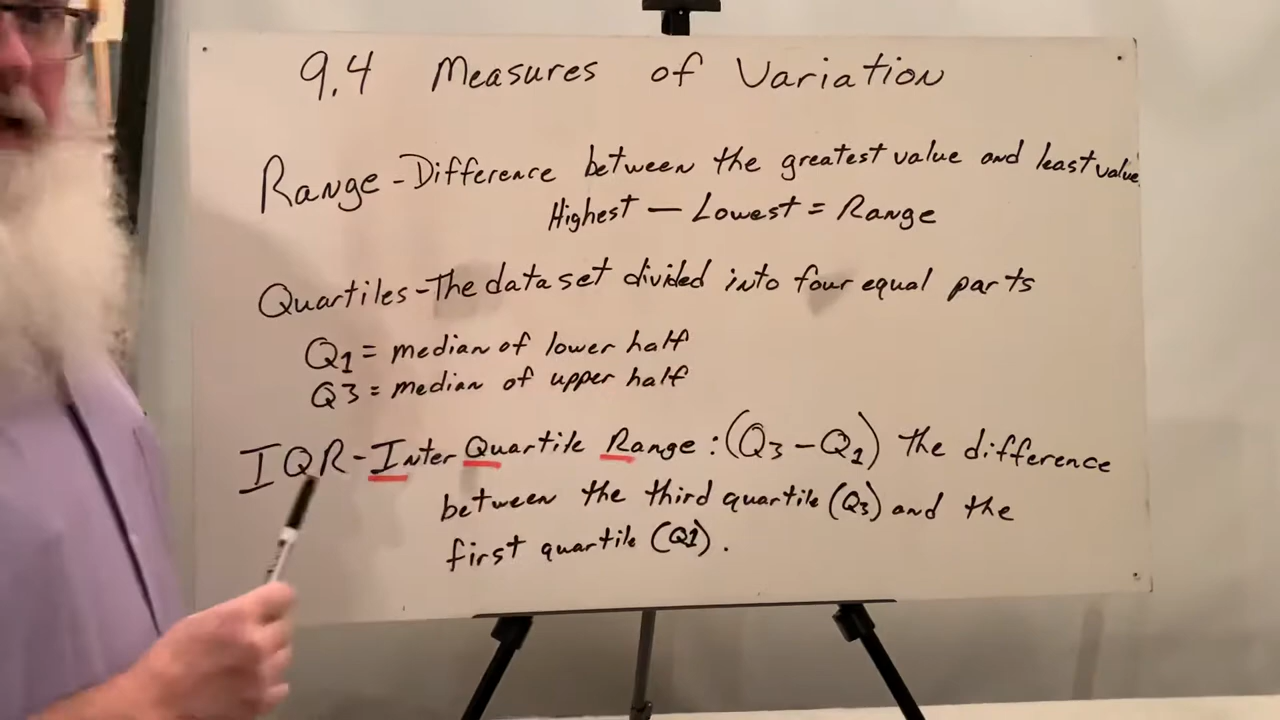 9.4 Measures of Variation
Range - Difference between the greatest value and least value.
Highest - Lowest = Range
Quartiles - The data set divided into four equal parts
Q1 = median of lower half
Q3 = median of upper half
IQR - Inter Quartile Range : (Q3 - Q1) the difference
between the third quartile (Q3) and the
first quartile (Q1).